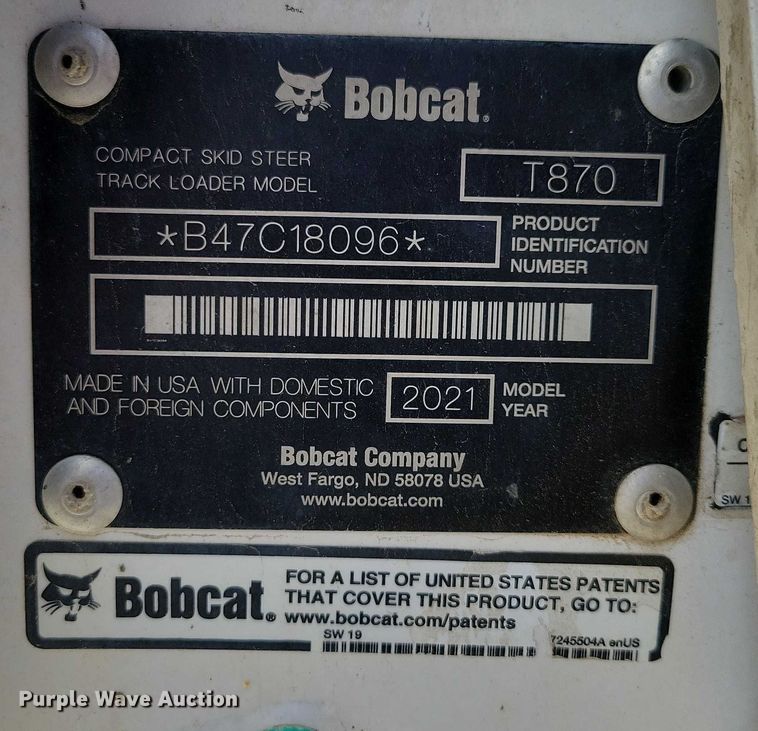 Bobcat®
COMPACT SKID STEER
TRACK LOADER MODEL
T870
*B47C18096*
PRODUCT
IDENTIFICATION
NUMBER
MADE IN USA WITH DOMESTIC
AND FOREIGN COMPONENTS
2021
MODEL
YEAR
Bobcat Company
West Fargo, ND 58078 USA
www.bobcat.com
SW 1
Bobcat®
FOR A LIST OF UNITED STATES PATENTS
THAT COVER THIS PRODUCT, GO TO:
www.bobcat.com/patents
SW 19
7245504A enUS
Purple Wave Auction